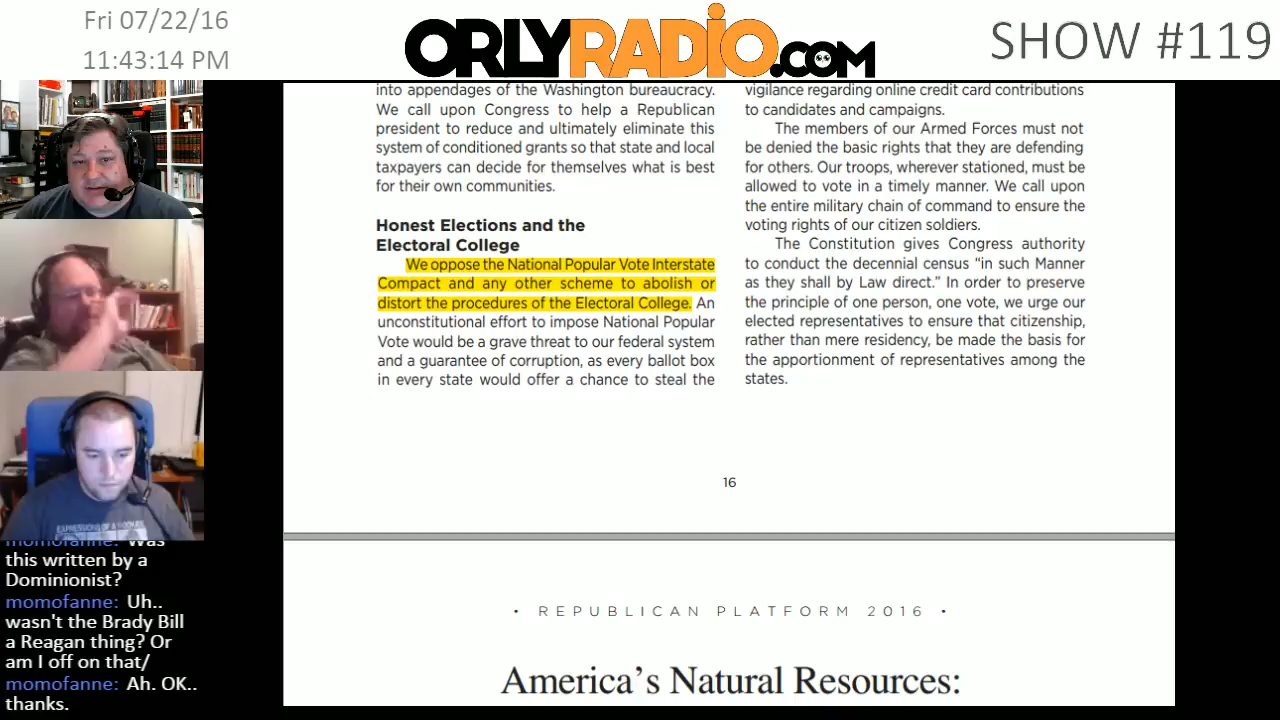 Fri 07/22/16
11:43:14 PM
ORLYRADIO.COM
SHOW #119
into appendages of the Washington bureaucracy.
We call upon Congress to help a Republican
president to reduce and ultimately eliminate this
system of conditioned grants so that state and local
taxpayers can decide for themselves what is best
for their own communities.
Honest Elections and the
Electoral College
We oppose the National Popular Vote Interstate
Compact and any other scheme to abolish or
distort the procedures of the Electoral College. An
unconstitutional effort to impose National Popular
Vote would be a grave threat to our federal system
and a guarantee of corruption, as every ballot box
in every state would offer a chance to steal the
vigilance regarding online credit card contributions
to candidates and campaigns.
The members of our Armed Forces must not
be denied the basic rights that they are defending
for others. Our troops, wherever stationed, must be
allowed to vote in a timely manner. We call upon
the entire military chain of command to ensure the
voting rights of our citizen soldiers.
The Constitution gives Congress authority
to conduct the decennial census “in such Manner
as they shall by Law direct.” In order to preserve
the principle of one person, one vote, we urge our
elected representatives to ensure that citizenship,
rather than mere residency, be made the basis for
the apportionment of representatives among the
states.
16
• REPUBLICAN PLATFORM 2016 •
America’s Natural Resources:
momofanne: Was
this written by a
Dominionist?
momofanne: Uh..
wasn't the Brady Bill
a Reagan thing? Or
am I off on that/
momofanne: Ah. OK..
thanks.